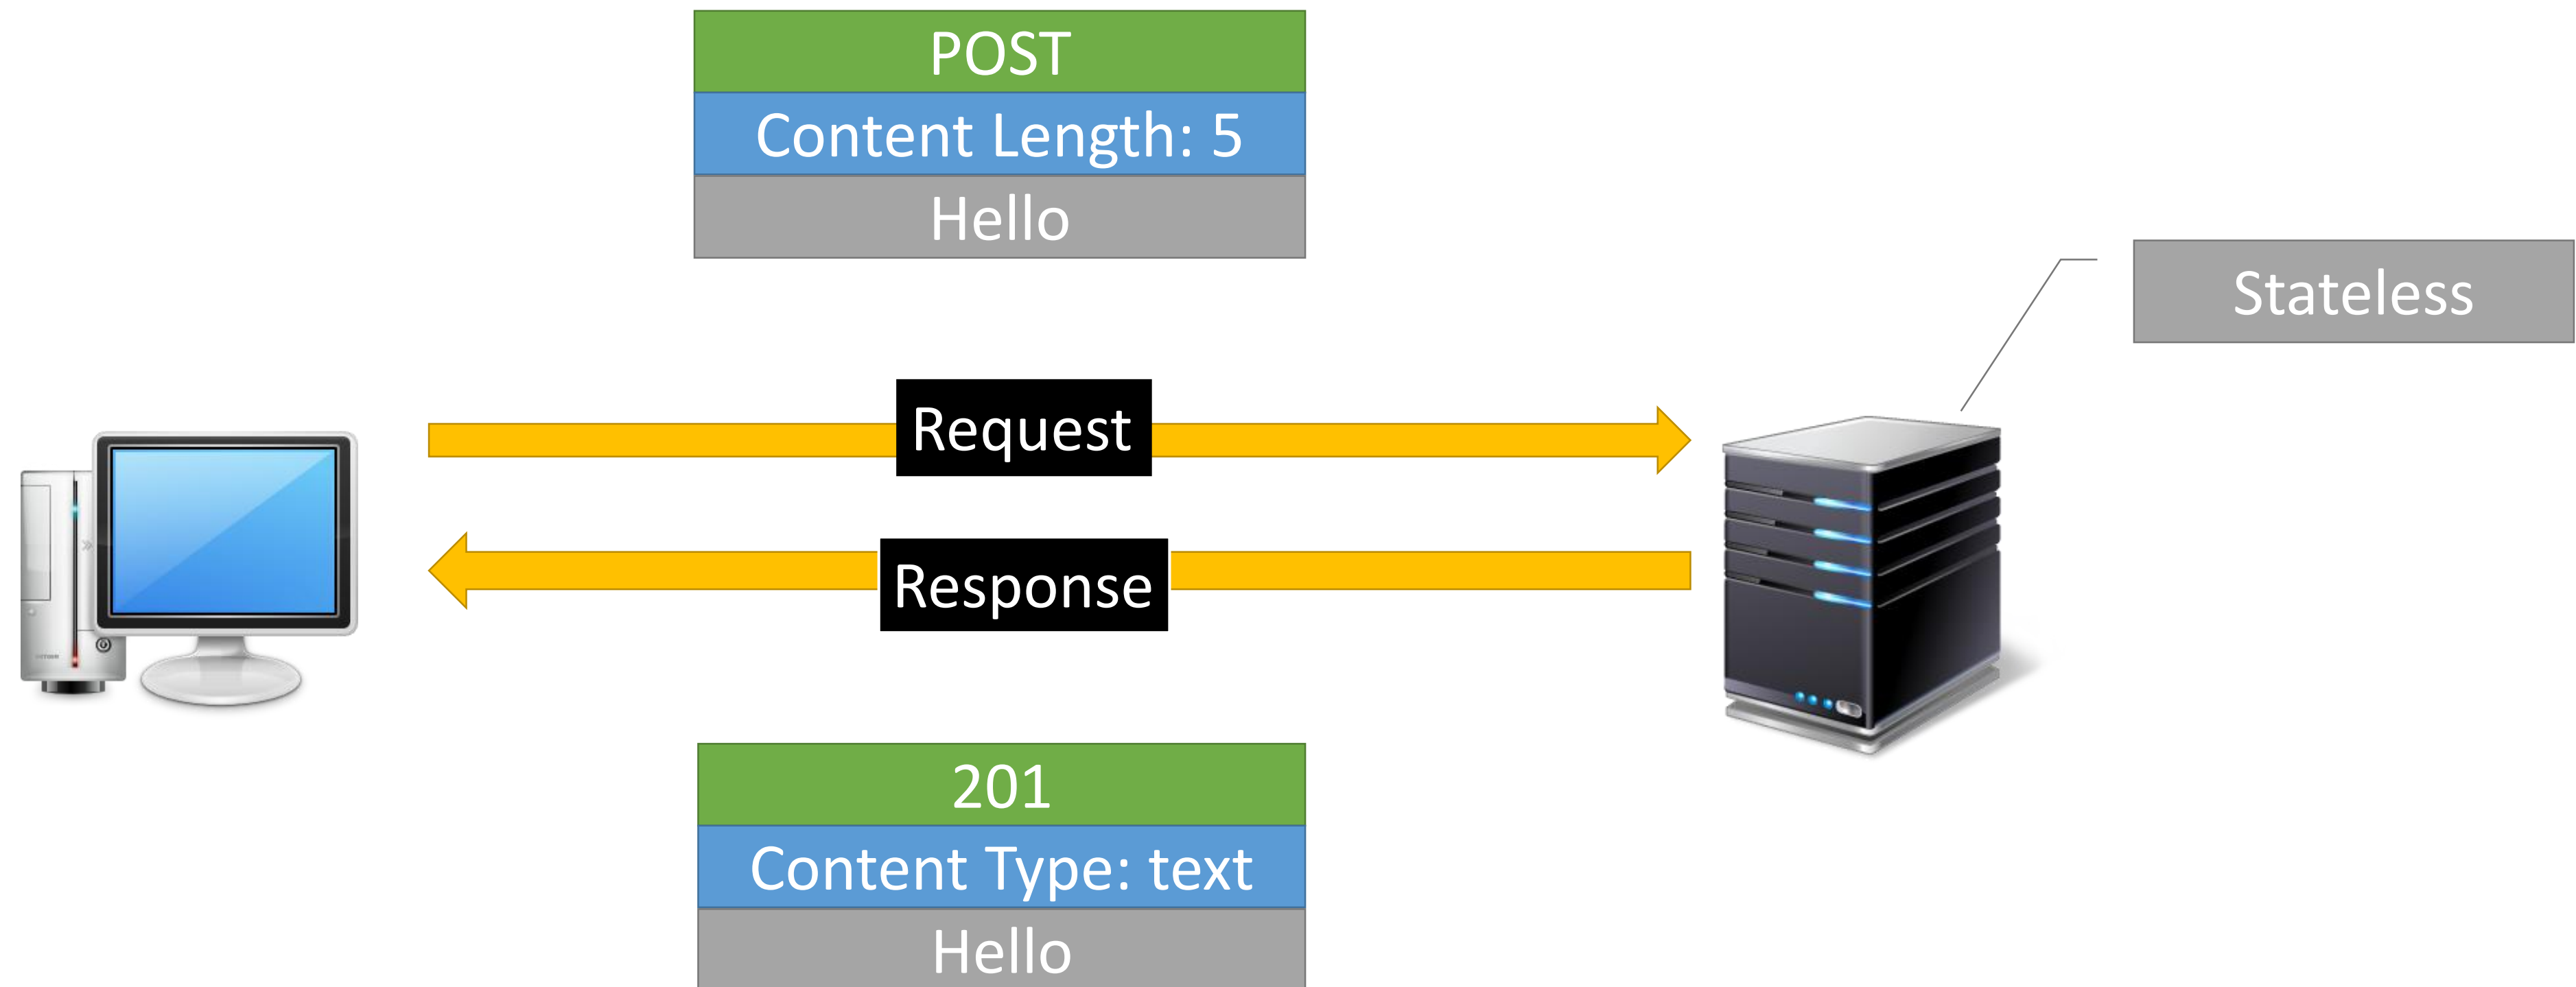 POST
Content Length: 5
Hello
Stateless
Request
Response
201
Content Type: text
Hello